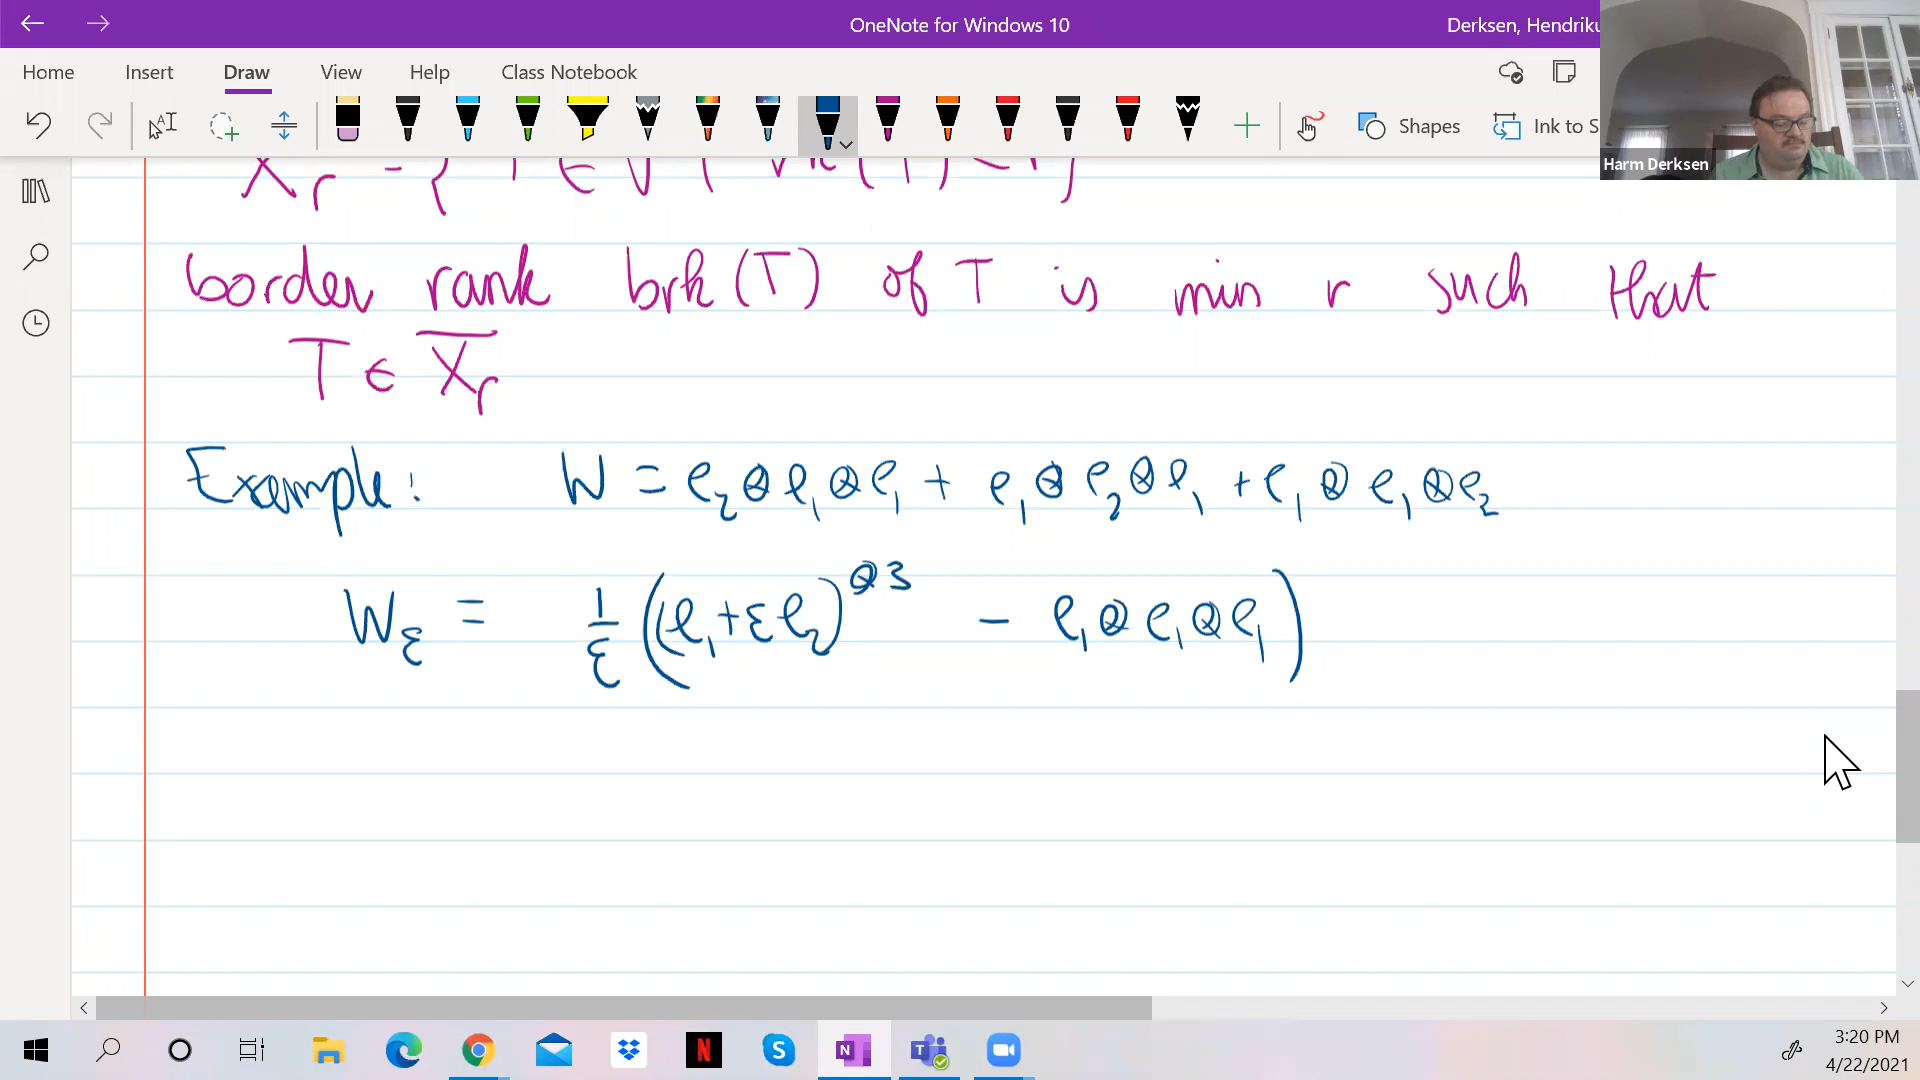 OneNote for Windows 10
Derksen, Hendriku
Home Insert Draw View Help Class Notebook
Shapes Ink to S
Harm Derksen
border rank brk(T) of T is min r such that
T ∈ X̅ᵣ
Example: W = e₂⊗e₁⊗e₁ + e₁⊗e₂⊗e₁ + e₁⊗e₁⊗e₂
W_ε = 1/ε ((e₁+εe₂)^⊗3 − e₁⊗e₁⊗e₁)
3:20 PM
4/22/2021